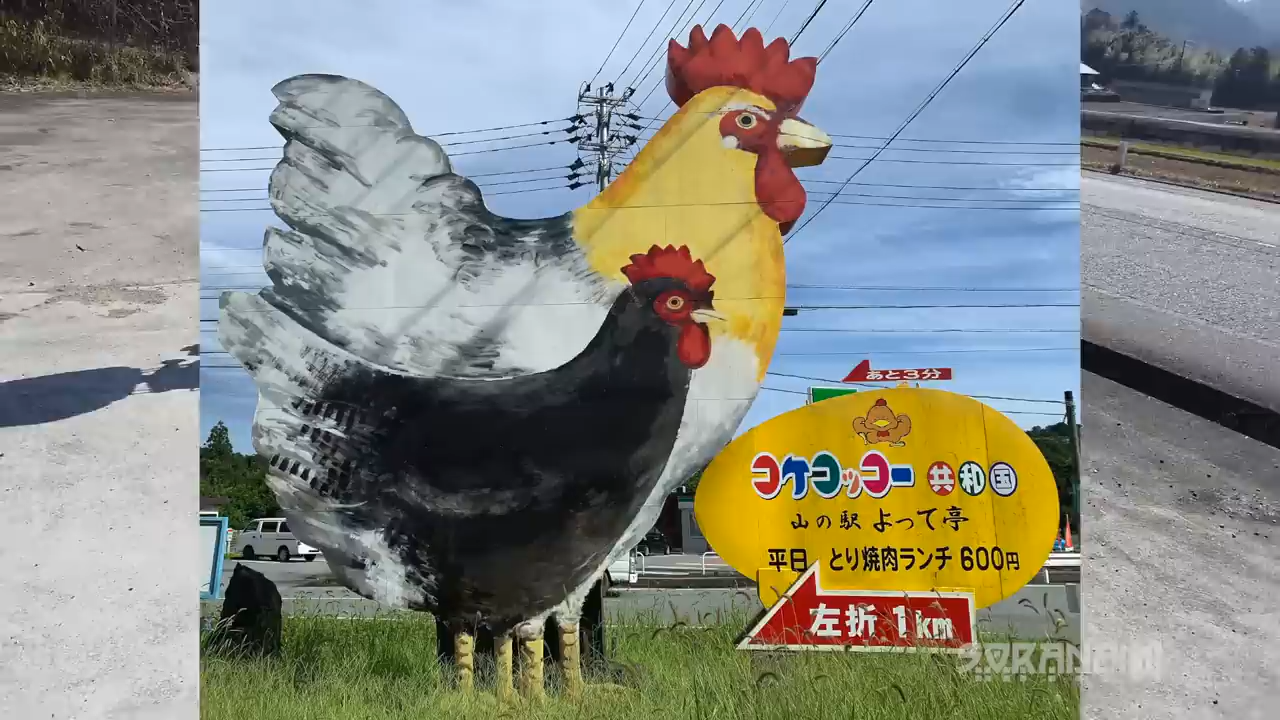 あと3分
コケコッコー 共和国
山の駅 よって亭
平日 とり焼肉ランチ 600円
左折 1km